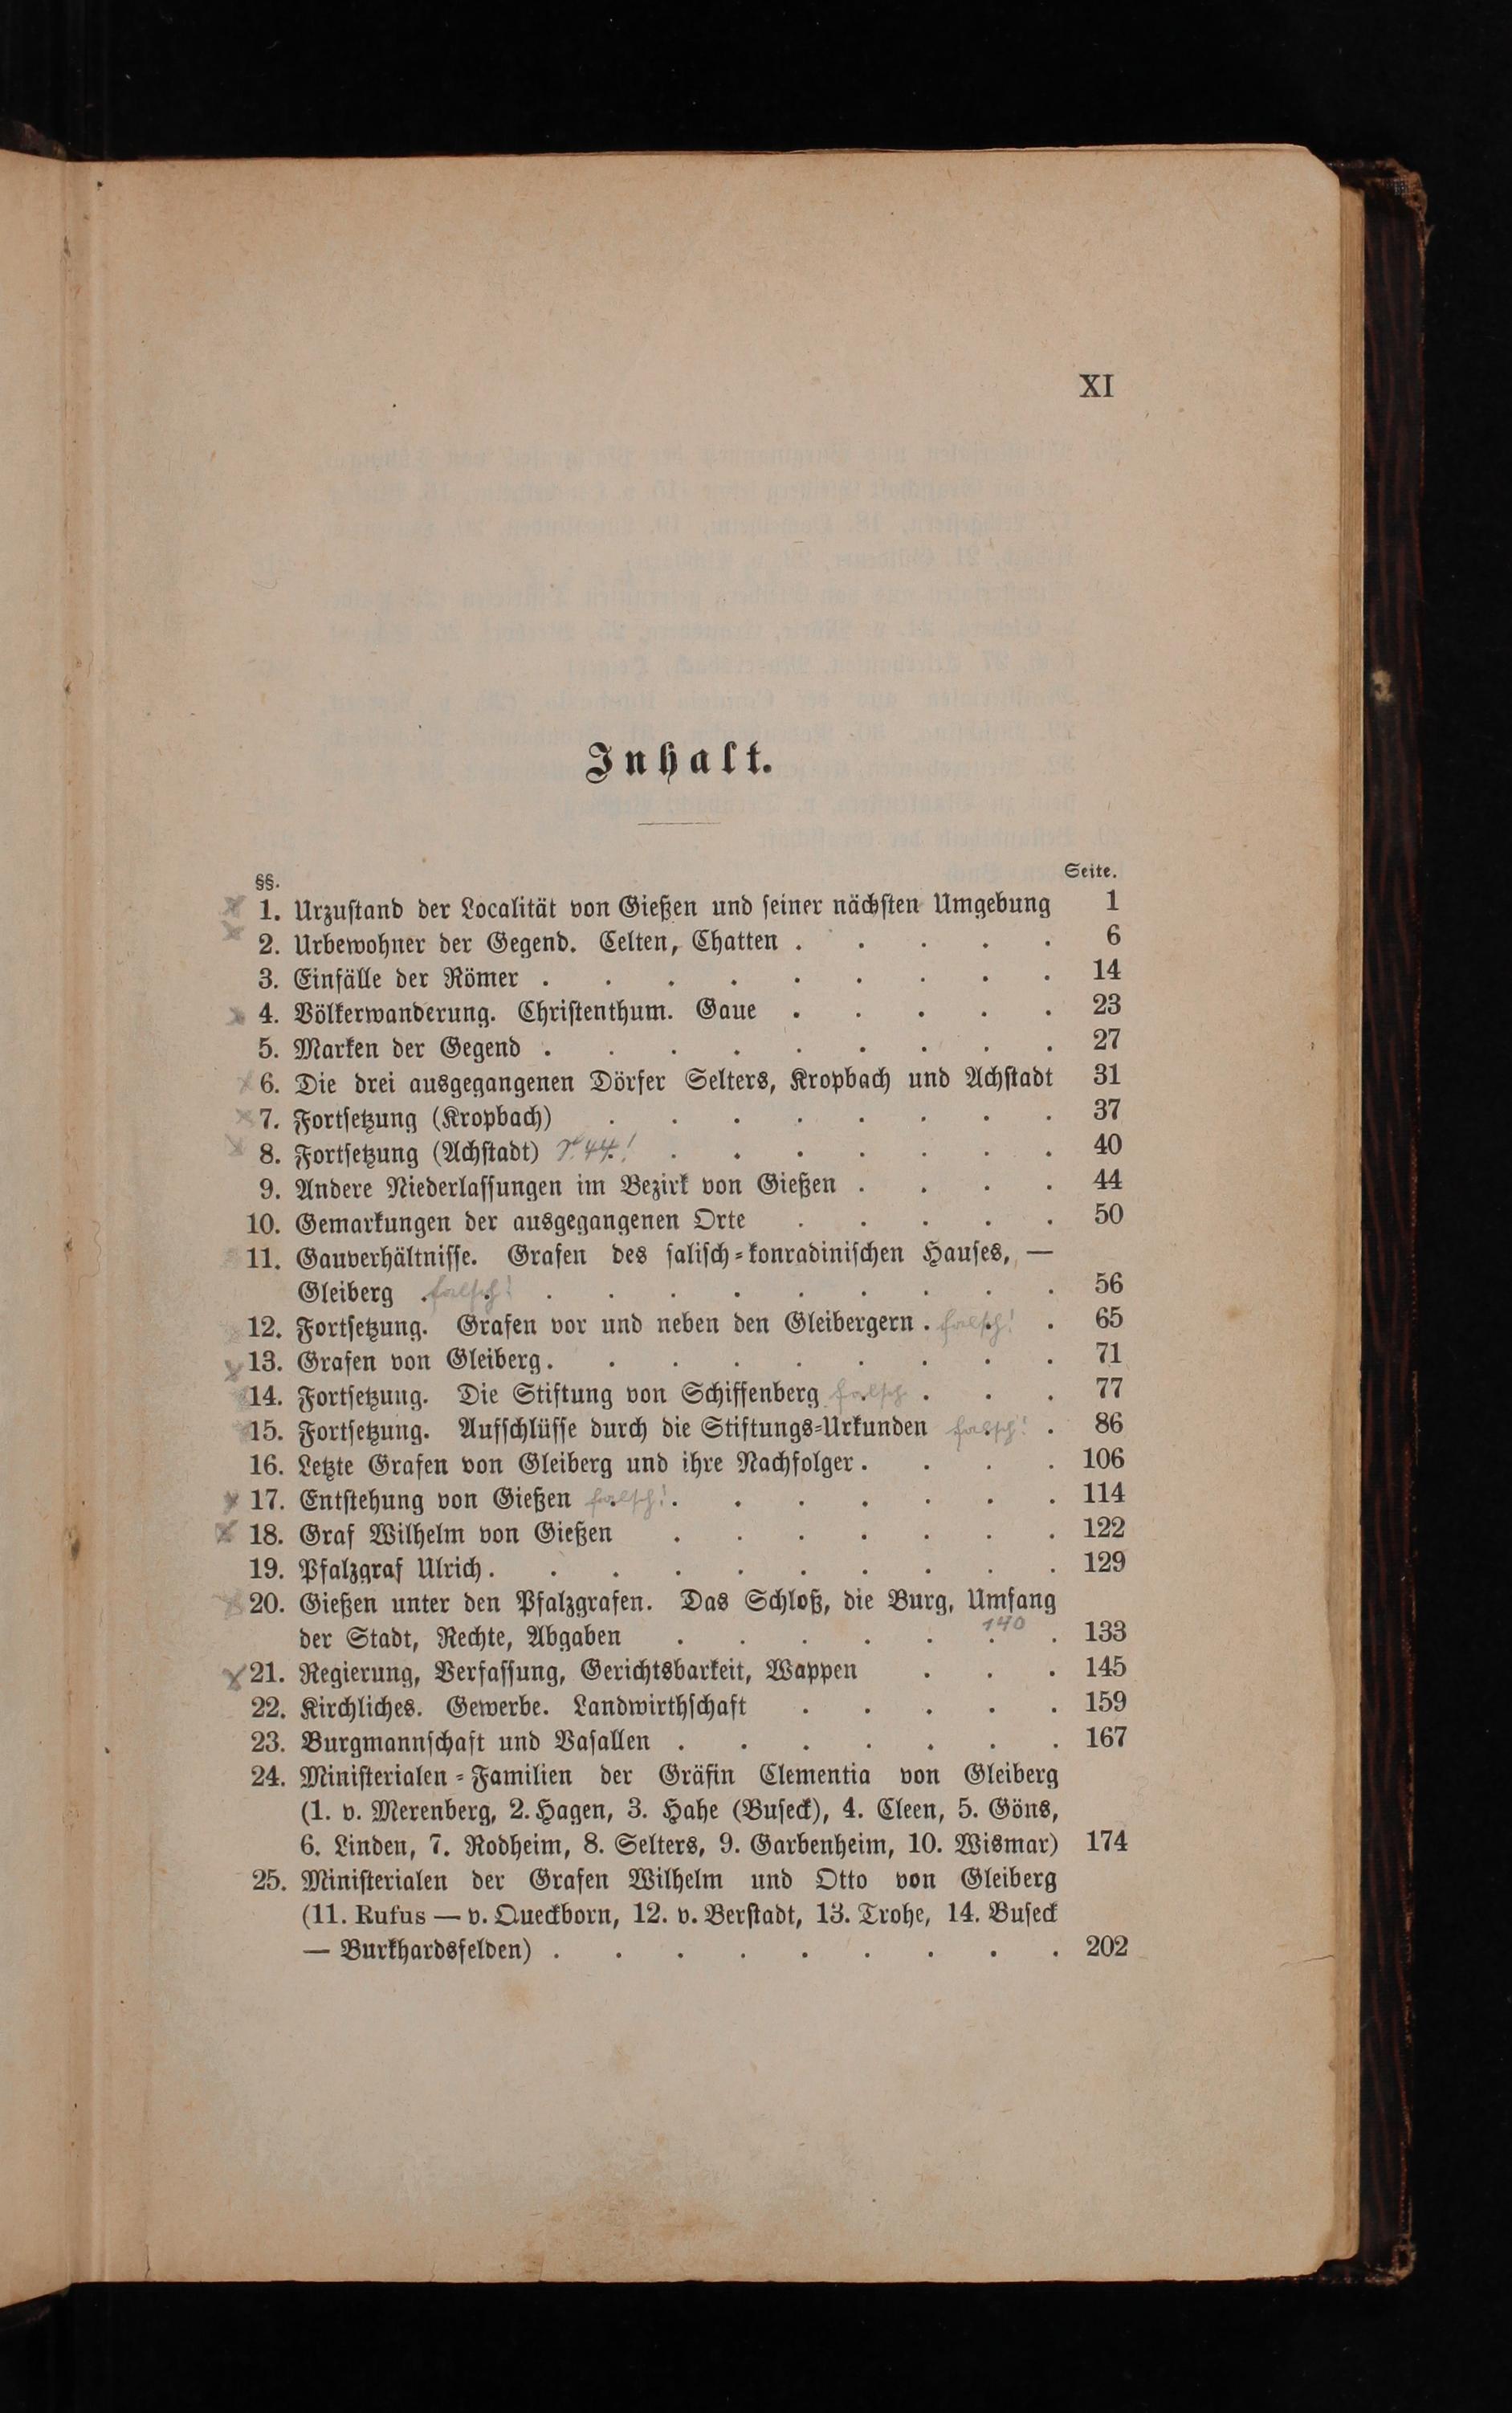 XI
Inhalt.
§§.
Seite.
1. Urzuſtand der Localität von Gießen und ſeiner nächſten Umgebung 1
2. Urbewohner der Gegend. Celten, Chatten . . . . . 6
3. Einfälle der Römer . . . . . . . . . 14
4. Völkerwanderung. Chriſtenthum. Gaue . . . . . 23
5. Marken der Gegend . . . . . . . . . 27
6. Die drei ausgegangenen Dörfer Selters, Kropbach und Achſtadt 31
7. Fortſetzung (Kropbach) . . . . . . . . 37
8. Fortſetzung (Achſtadt) 44! . . . . . . . 40
9. Andere Niederlaſſungen im Bezirk von Gießen . . . . 44
10. Gemarkungen der ausgegangenen Orte . . . . . 50
11. Gauverhältniſſe. Grafen des ſaliſch-konradiniſchen Hauſes, —
Gleiberg . falsch! . . . . . . . . . 56
12. Fortſetzung. Grafen vor und neben den Gleibergern . falsch! . 65
13. Grafen von Gleiberg . . . . . . . . . 71
14. Fortſetzung. Die Stiftung von Schiffenberg falsch . . . 77
15. Fortſetzung. Aufſchlüſſe durch die Stiftungs-Urkunden falsch! . 86
16. Letzte Grafen von Gleiberg und ihre Nachfolger . . . . 106
17. Entſtehung von Gießen falsch! . . . . . . . 114
18. Graf Wilhelm von Gießen . . . . . . . 122
19. Pfalzgraf Ulrich . . . . . . . . . . 129
20. Gießen unter den Pfalzgrafen. Das Schloß, die Burg, Umfang
der Stadt, Rechte, Abgaben . . . . . 140 . 133
21. Regierung, Verfaſſung, Gerichtsbarkeit, Wappen . . . 145
22. Kirchliches. Gewerbe. Landwirthſchaft . . . . . 159
23. Burgmannſchaft und Vaſallen . . . . . . . 167
24. Miniſterialen-Familien der Gräfin Clementia von Gleiberg
(1. v. Merenberg, 2. Hagen, 3. Hahe (Buſeck), 4. Cleen, 5. Göns,
6. Linden, 7. Rodheim, 8. Selters, 9. Garbenheim, 10. Wismar) 174
25. Miniſterialen der Grafen Wilhelm und Otto von Gleiberg
(11. Rufus — v. Queckborn, 12. v. Berſtadt, 13. Trohe, 14. Buſeck
— Burkhardsfelden) . . . . . . . . . 202